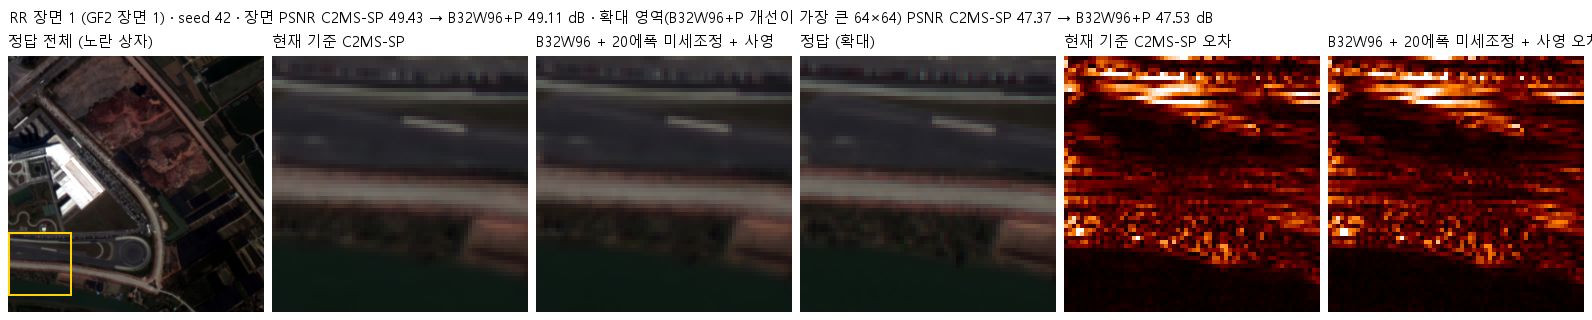 RR 장면 1 (GF2 장면 1) · seed 42 · 장면 PSNR C2MS-SP 49.43 → B32W96+P 49.11 dB · 확대 영역(B32W96+P 개선이 가장 큰 64×64) PSNR C2MS-SP 47.37 → B32W96+P 47.53 dB
정답 전체 (노란 상자)
현재 기준 C2MS-SP
B32W96 + 20에폭 미세조정 + 사영
정답 (확대)
현재 기준 C2MS-SP 오차
B32W96 + 20에폭 미세조정 + 사영 오